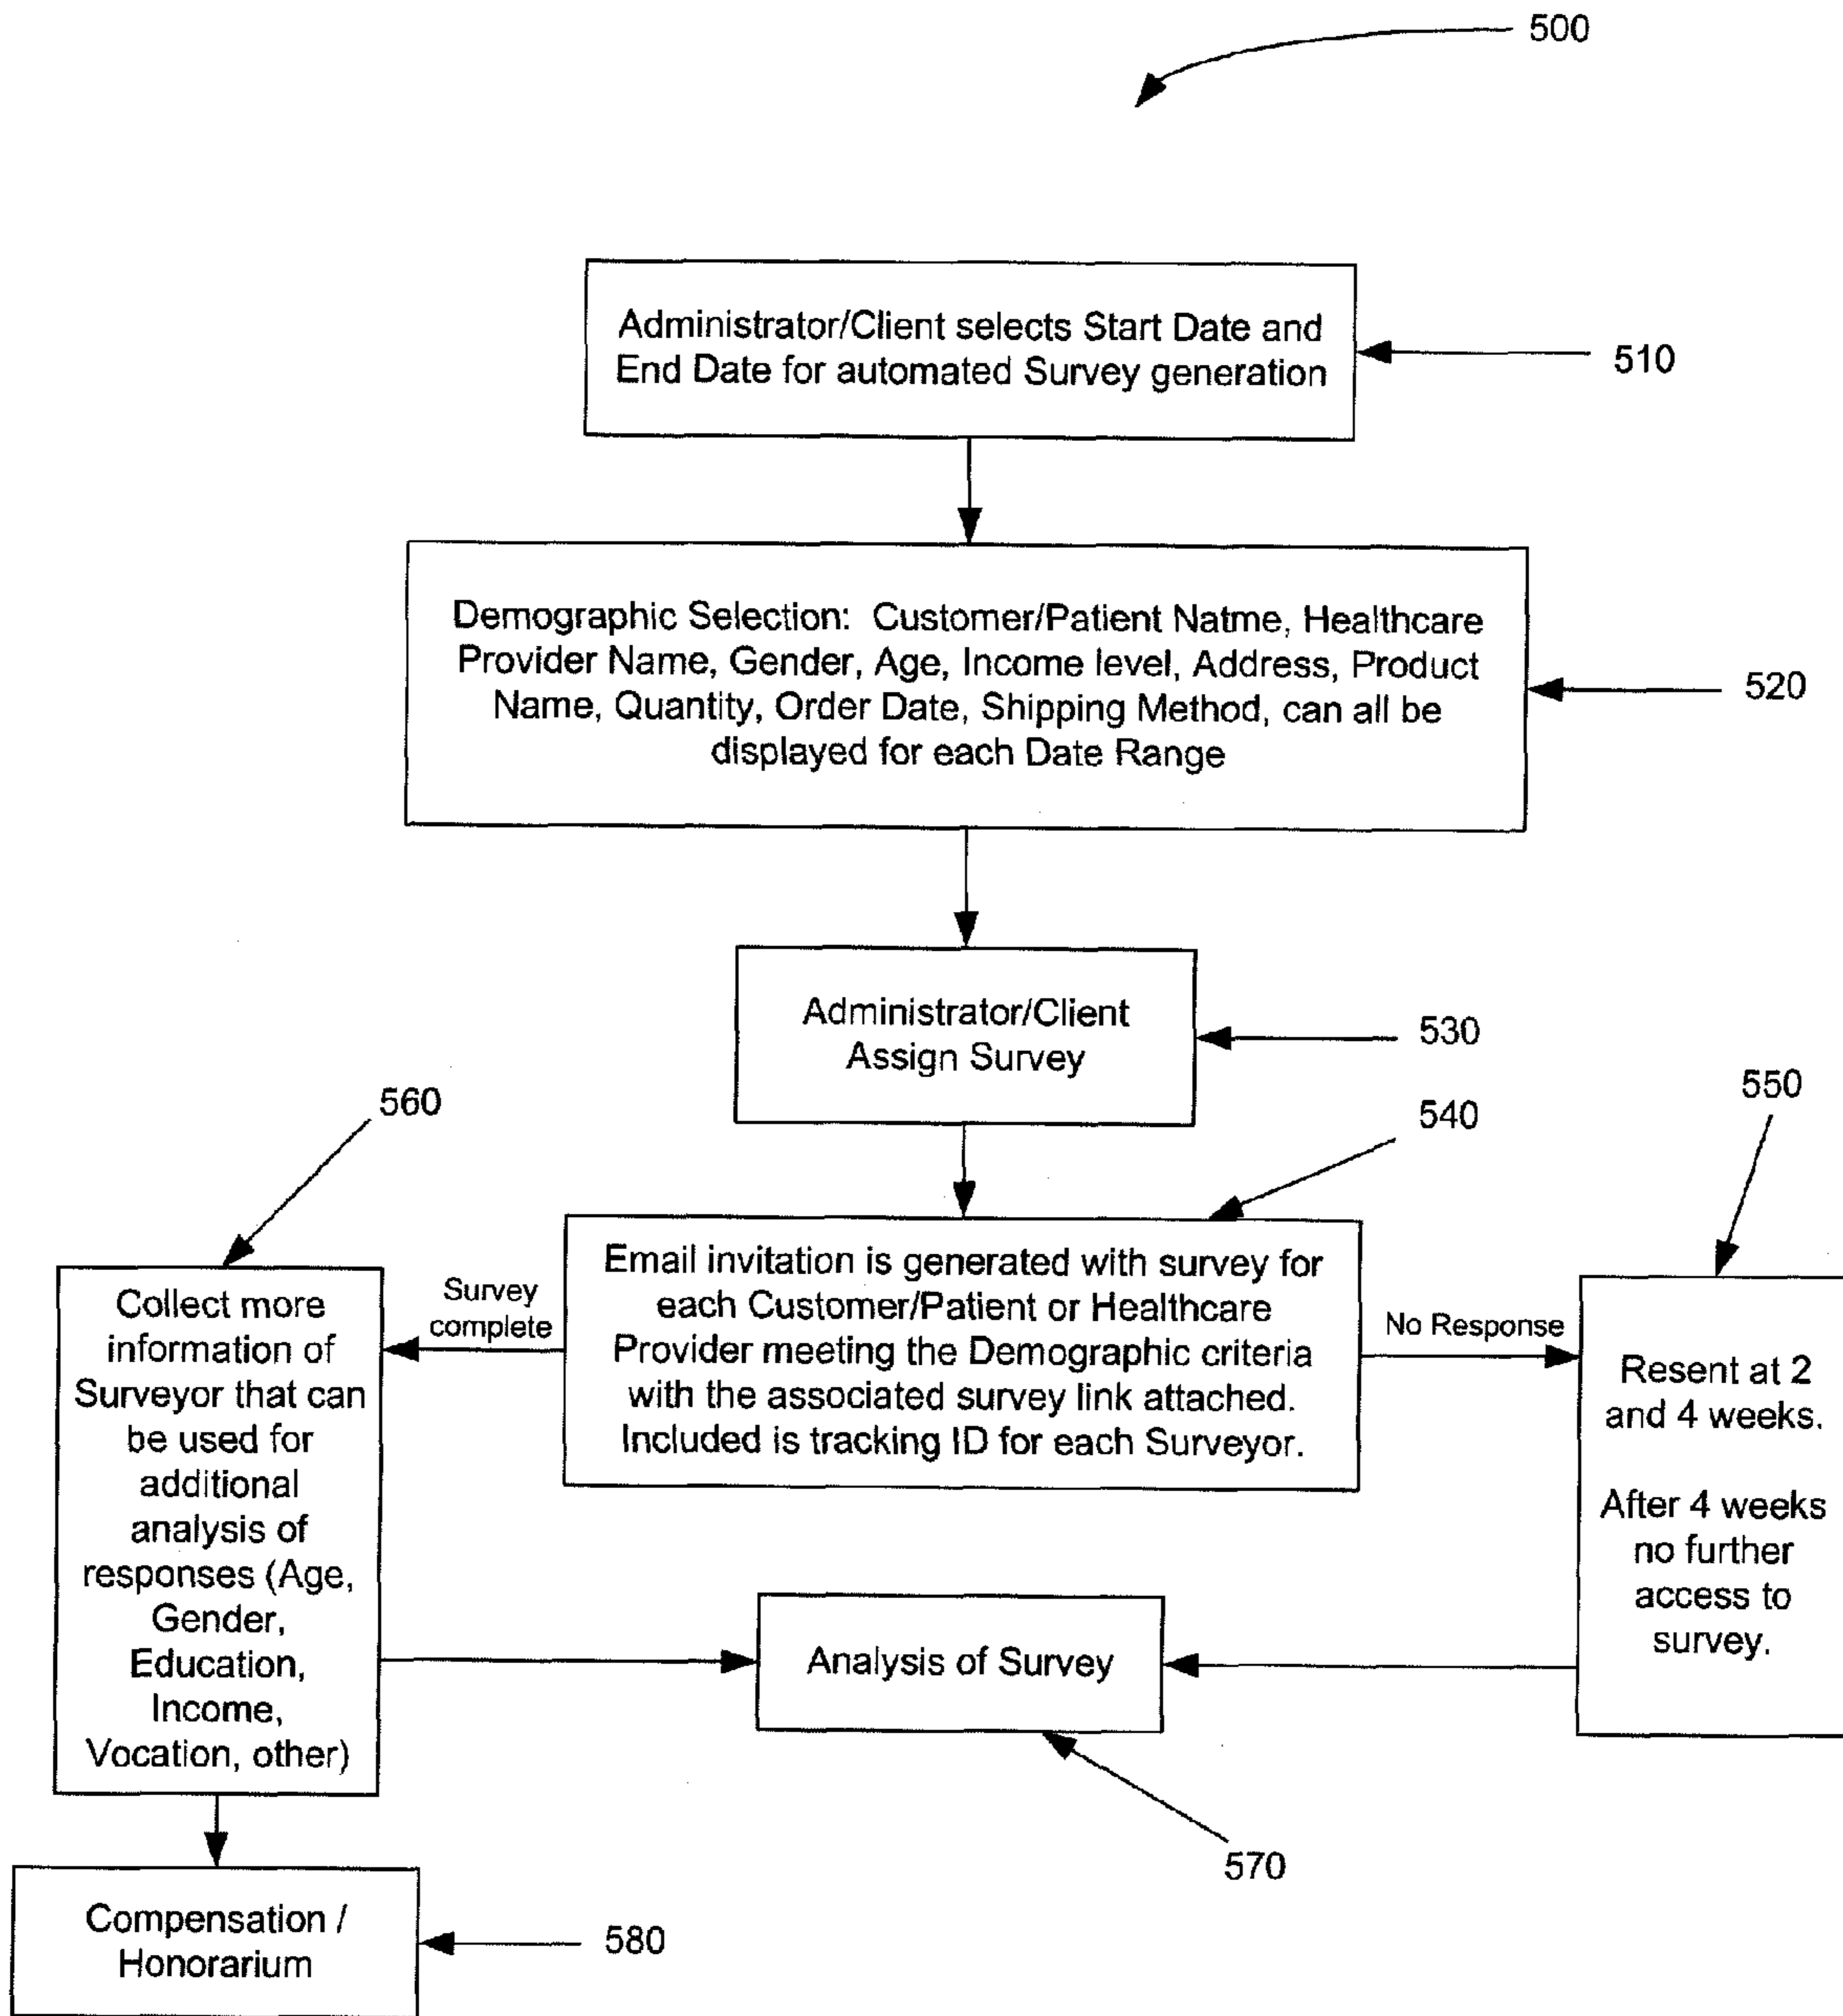 500
Administrator/Client selects Start Date and
End Date for automated Survey generation
510
Demographic Selection: Customer/Patient Natme, Healthcare
Provider Name, Gender, Age, Income level, Address, Product
Name, Quantity, Order Date, Shipping Method, can all be
displayed for each Date Range
520
Administrator/Client
Assign Survey
530
540
550
560
Email invitation is generated with survey for
each Customer/Patient or Healthcare
Provider meeting the Demographic criteria
with the associated survey link attached.
Included is tracking ID for each Surveyor.
Survey
complete
No Response
Collect more
information of
Surveyor that can
be used for
additional
analysis of
responses (Age,
Gender,
Education,
Income,
Vocation, other)
Resent at 2
and 4 weeks.
After 4 weeks
no further
access to
survey.
Analysis of Survey
570
Compensation /
Honorarium
580